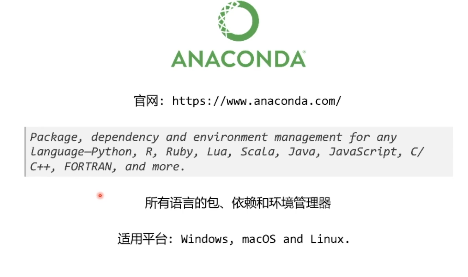 ANACONDA
官网: https://www.anaconda.com/
Package, dependency and environment management for any
Language—Python, R, Ruby, Lua, Scala, Java, JavaScript, C/
C++, FORTRAN, and more.
所有语言的包、依赖和环境管理器
适用平台: Windows, macOS and Linux.